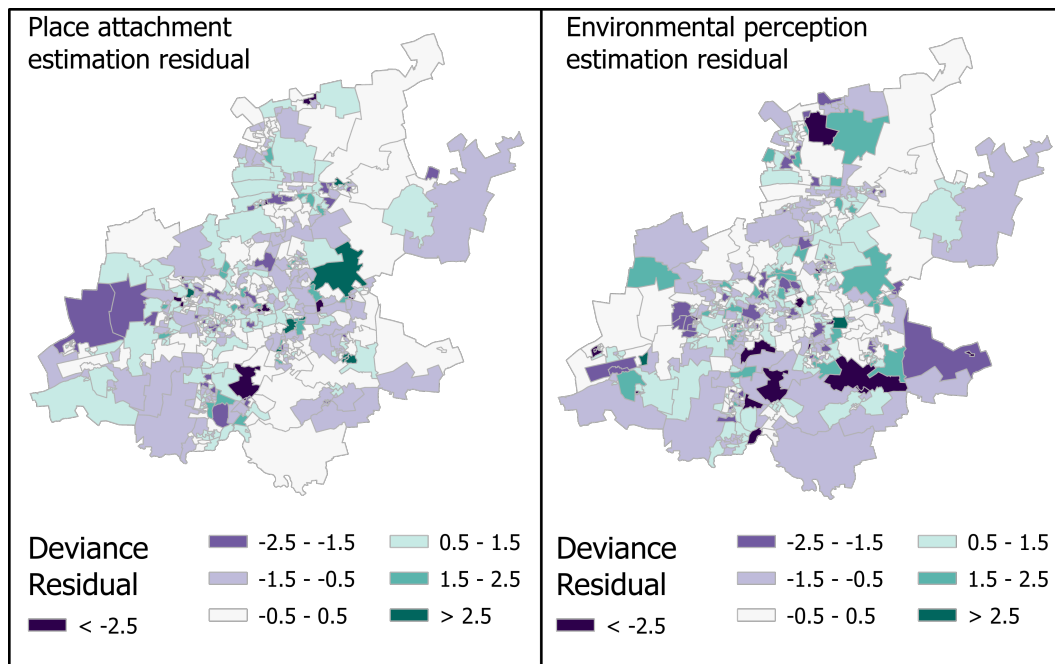 Place attachment
estimation residual
Deviance
Residual
< -2.5
-2.5 - -1.5
-1.5 - -0.5
-0.5 - 0.5
0.5 - 1.5
1.5 - 2.5
> 2.5
Environmental perception
estimation residual
Deviance
Residual
< -2.5
-2.5 - -1.5
-1.5 - -0.5
-0.5 - 0.5
0.5 - 1.5
1.5 - 2.5
> 2.5